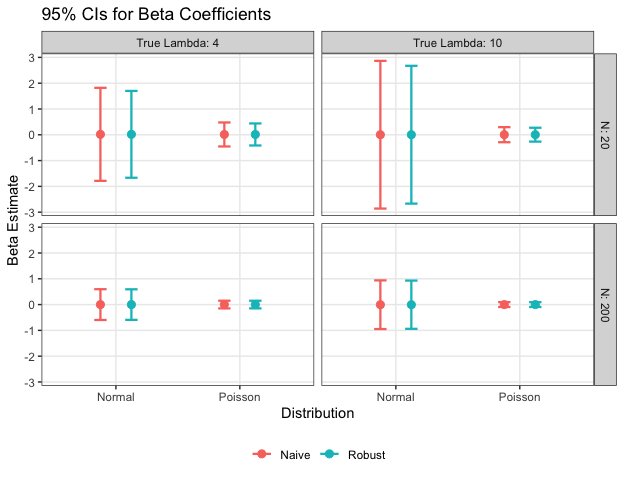 95% CIs for Beta Coefficients
True Lambda: 4
True Lambda: 10
3
2
1
0
-1
-2
-3
N: 20
Beta Estimate
3
2
1
0
-1
-2
-3
N: 200
Normal
Poisson
Normal
Poisson
Distribution
Naive
Robust